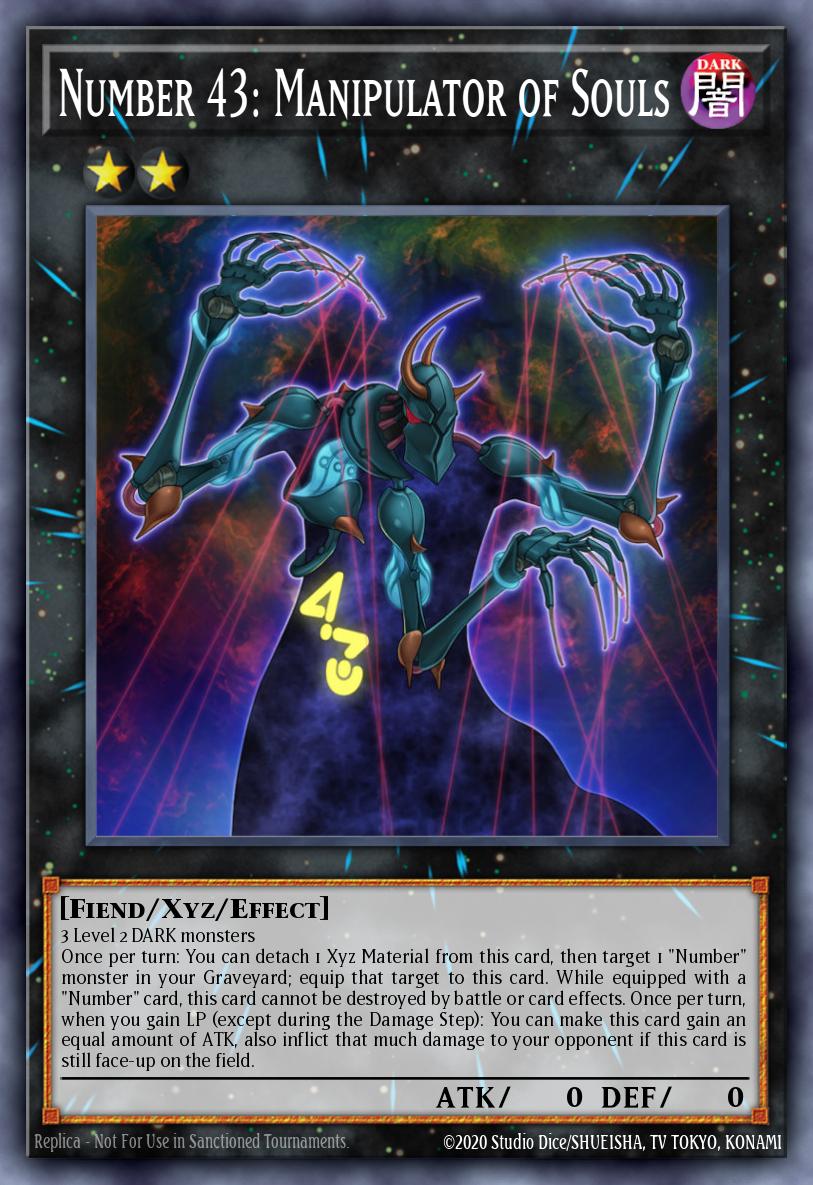 Number 43: Manipulator of Souls
DARK
闇
43
[Fiend/Xyz/Effect]
3 Level 2 DARK monsters
Once per turn: You can detach 1 Xyz Material from this card, then target 1 "Number"
monster in your Graveyard; equip that target to this card. While equipped with a
"Number" card, this card cannot be destroyed by battle or card effects. Once per turn,
when you gain LP (except during the Damage Step): You can make this card gain an
equal amount of ATK, also inflict that much damage to your opponent if this card is
still face-up on the field.
ATK/ 0 DEF/ 0
Replica - Not For Use in Sanctioned Tournaments.
©2020 Studio Dice/SHUEISHA, TV TOKYO, KONAMI